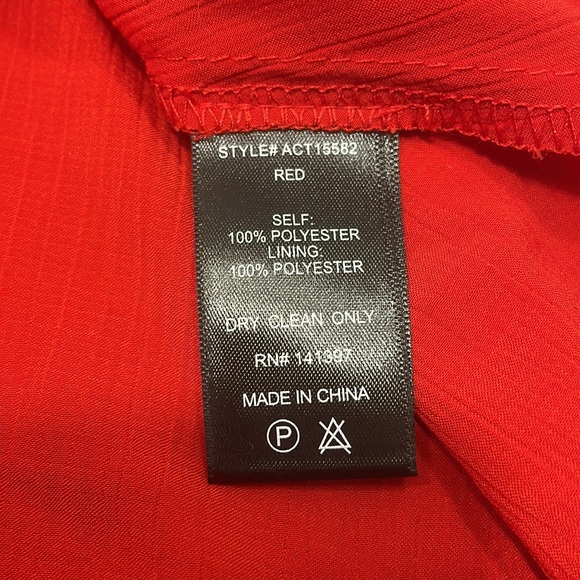 STYLE# ACT15582
RED
SELF:
100% POLYESTER
LINING:
100% POLYESTER
DRY CLEAN ONLY
RN# 141397
MADE IN CHINA
P